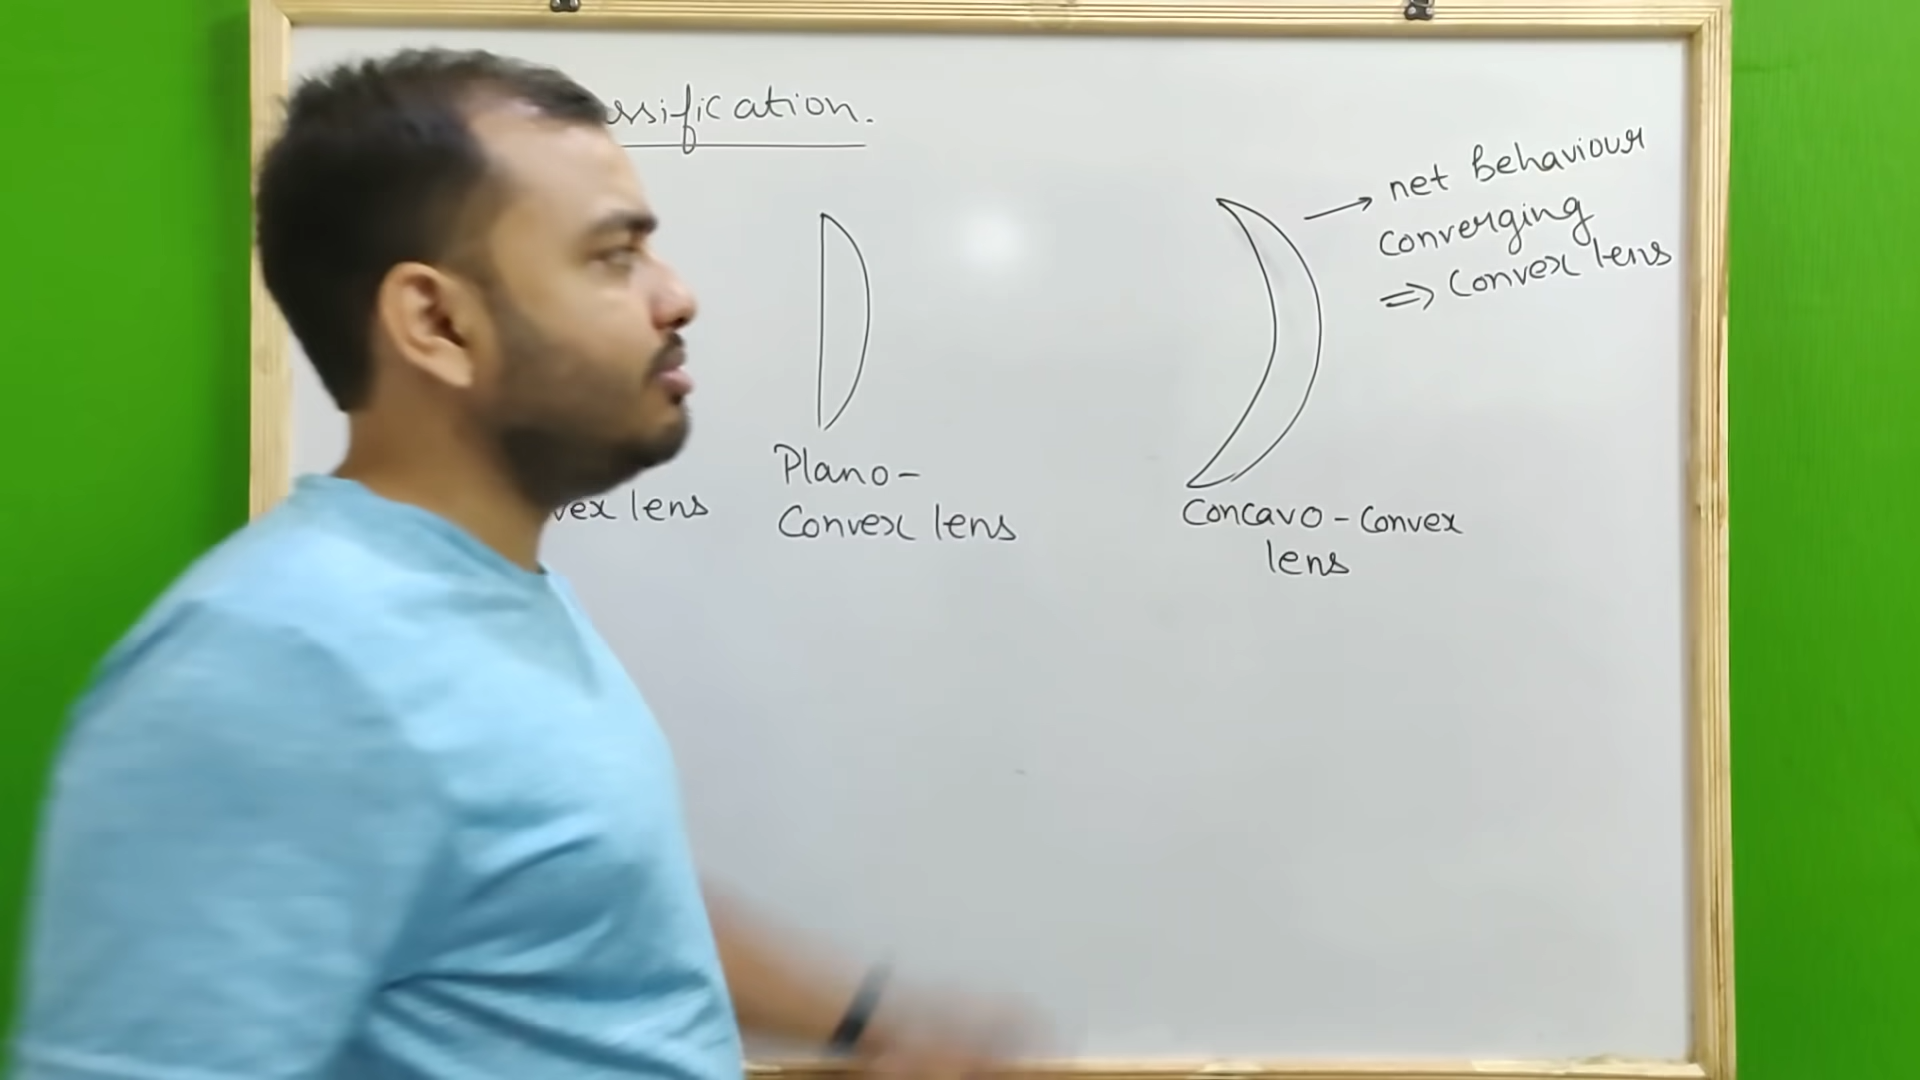 ssification.
net Behaviour
converging
=> Convex lens
vex lens
Plano-
Convex lens
Concavo-Convex
lens